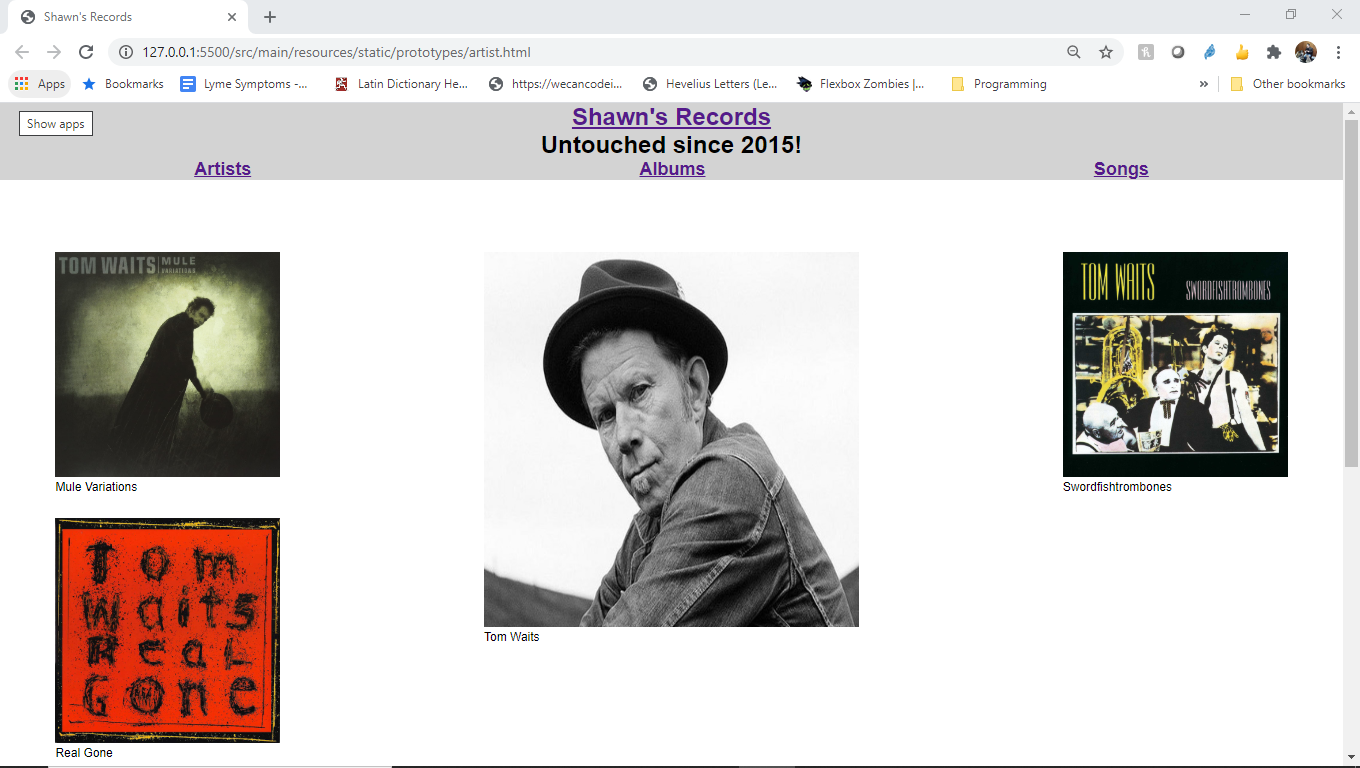 Shawn's Records
127.0.0.1:5500/src/main/resources/static/prototypes/artist.html
Apps Bookmarks Lyme Symptoms -... Latin Dictionary He... https://wecancodei... Hevelius Letters (Le... Flexbox Zombies |... Programming » Other bookmarks
Show apps
Shawn's Records
Untouched since 2015!
Artists Albums Songs
TOM WAITS MULE
VARIATIONS
TOM WAITS SWORDFISHTROMBONES
Mule Variations
Swordfishtrombones
Tom
Waits
Real
Gone
Tom Waits
Real Gone